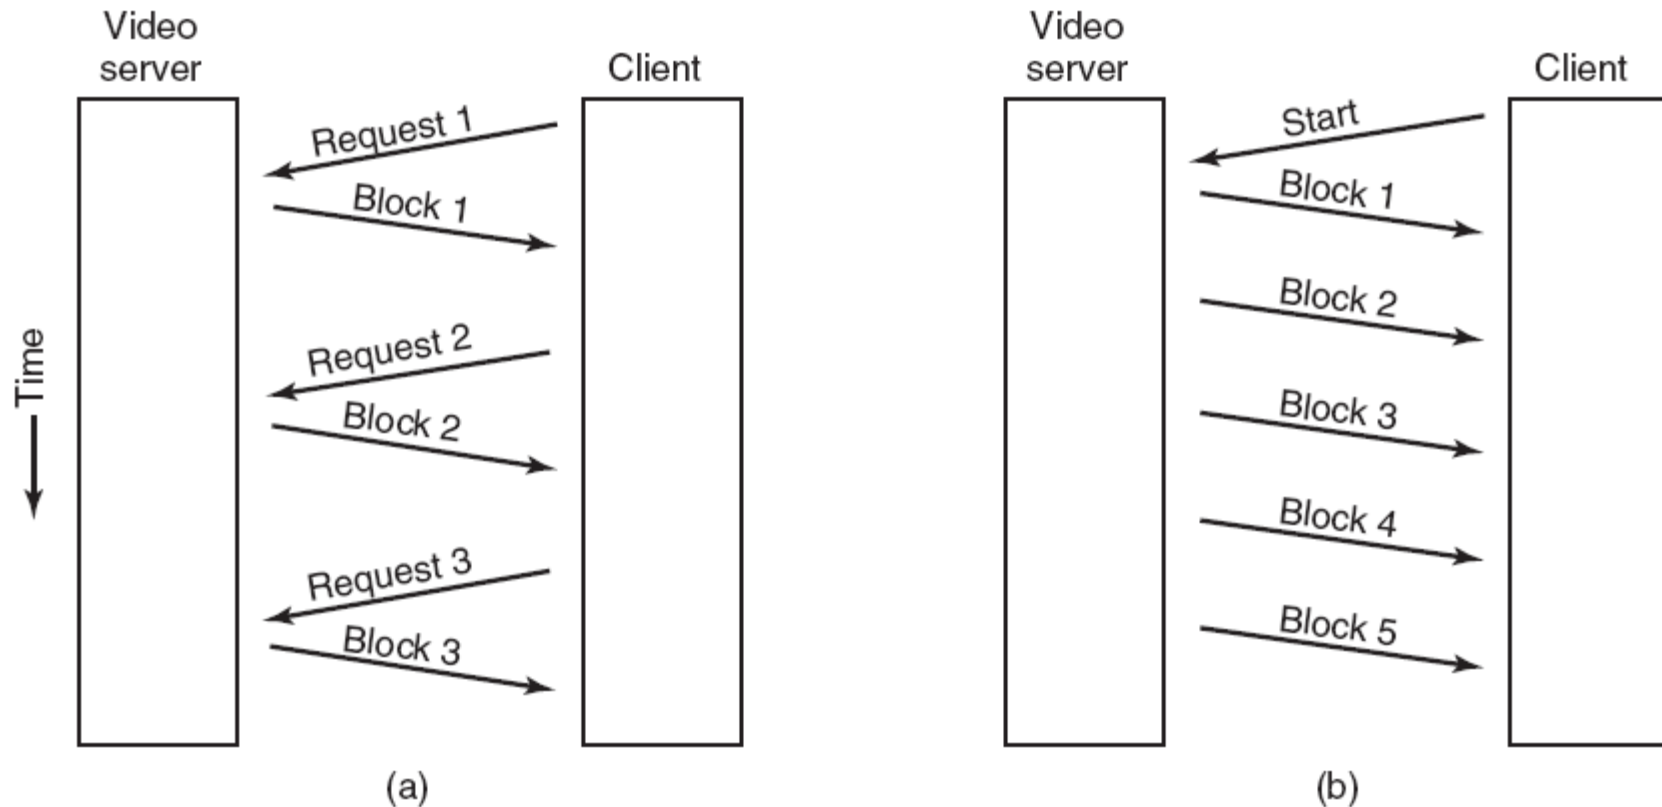 Video
server
Client
Request 1
Block 1
Request 2
Block 2
Request 3
Block 3
Time
(a)
Video
server
Client
Start
Block 1
Block 2
Block 3
Block 4
Block 5
(b)